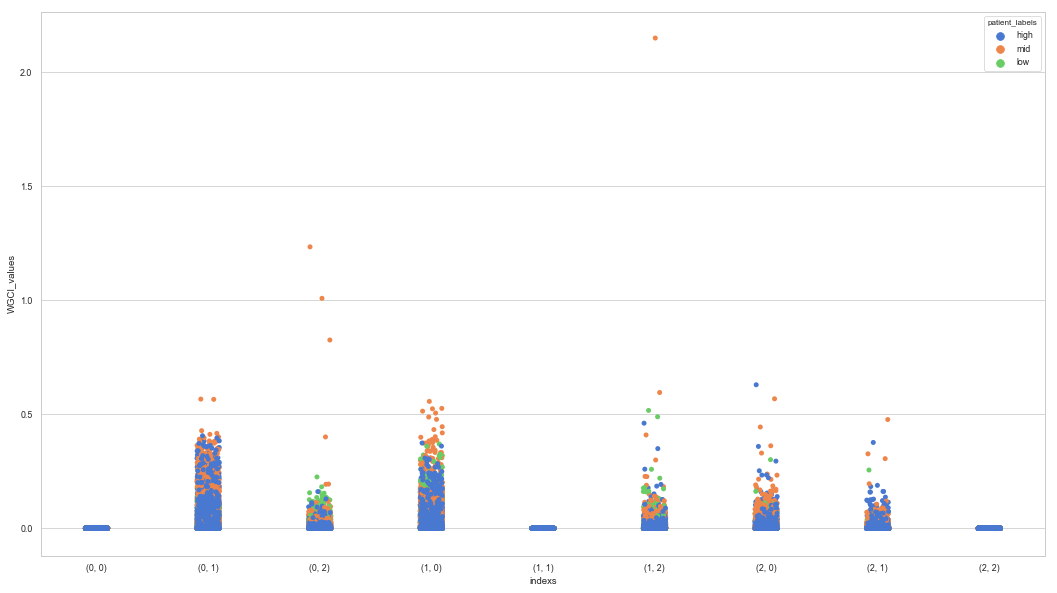 patient_labels
high
mid
low
2.0
1.5
1.0
0.5
0.0
WGCI_values
(0, 0) (0, 1) (0, 2) (1, 0) (1, 1) (1, 2) (2, 0) (2, 1) (2, 2)
indexs